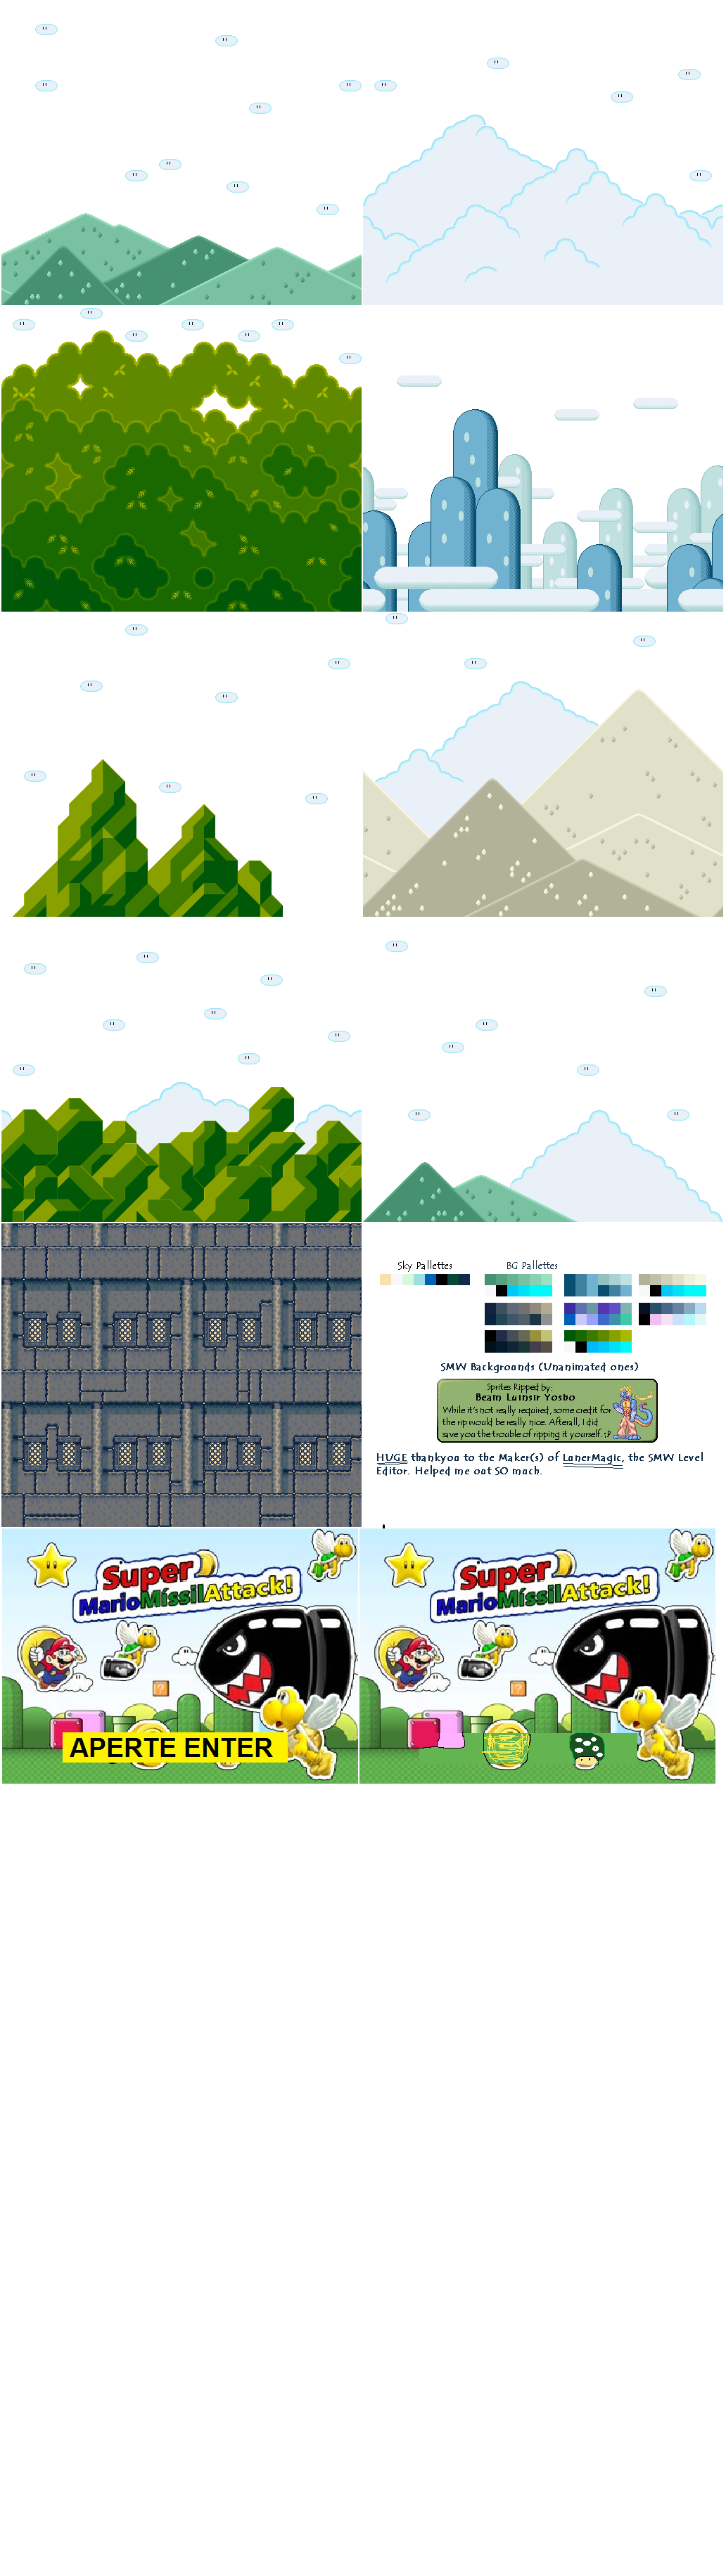 Sky Pallettes
BG Pallettes
SMW Backgrounds (Unanimated ones)
Sprites Ripped by:
Beam Luinsir Yosho
While it's not really required, some credit for
the rip would be really nice. Afterall, I did
save you the trouble of ripping it yourself. :P
HUGE thankyou to the Maker(s) of LunerMagic, the SMW Level
Editor. Helped me out SO much.
Super
MarioMíssilAttack!
APERTE ENTER
Super
MarioMíssilAttack!